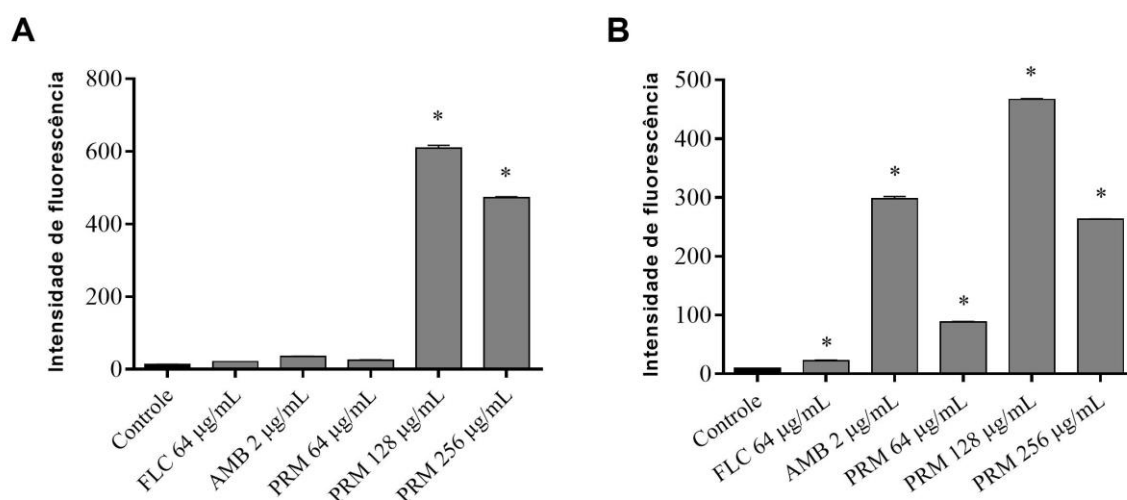 A
Intensidade de fluorescência
800
600
400
200
0
*
*
Controle
FLC 64 µg/mL
AMB 2 µg/mL
PRM 64 µg/mL
PRM 128 µg/mL
PRM 256 µg/mL
B
Intensidade de fluorescência
500
400
300
200
100
0
*
*
*
*
*
Controle
FLC 64 µg/mL
AMB 2 µg/mL
PRM 64 µg/mL
PRM 128 µg/mL
PRM 256 µg/mL